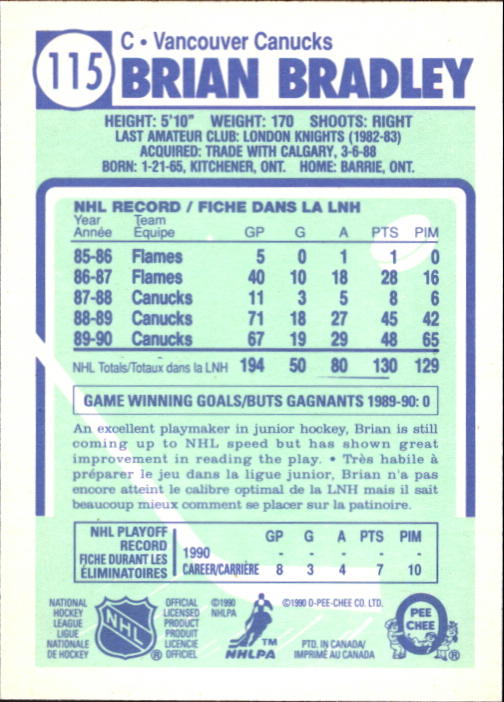 115
C • Vancouver Canucks
BRIAN BRADLEY
HEIGHT: 5'10" WEIGHT: 170 SHOOTS: RIGHT
LAST AMATEUR CLUB: LONDON KNIGHTS (1982-83)
ACQUIRED: TRADE WITH CALGARY, 3-6-88
BORN: 1-21-65, KITCHENER, ONT. HOME: BARRIE, ONT.
NHL RECORD / FICHE DANS LA LNH
Year Team
Année Equipe GP G A PTS PIM
85-86 Flames 5 0 1 1 0
86-87 Flames 40 10 18 28 16
87-88 Canucks 11 3 5 8 6
88-89 Canucks 71 18 27 45 42
89-90 Canucks 67 19 29 48 65
NHL Totals/Totaux dans la LNH 194 50 80 130 129
GAME WINNING GOALS/BUTS GAGNANTS 1989-90: 0
An excellent playmaker in junior hockey, Brian is still
coming up to NHL speed but has shown great
improvement in reading the play. • Très habile à
préparer le jeu dans la ligue junior, Brian n'a pas
encore atteint le calibre optimal de la LNH mais il sait
beaucoup mieux comment se placer sur la patinoire.
NHL PLAYOFF
RECORD
FICHE DURANT LES
ÉLIMINATOIRES
GP G A PTS PIM
1990 - - - - -
CAREER/CARRIÈRE 8 3 4 7 10
NATIONAL
HOCKEY
LEAGUE
LIGUE
NATIONALE
DE HOCKEY
NHL
®
OFFICIAL
LICENSED
PRODUCT
PRODUIT
LICENCIE
OFFICIEL
©1990
NHLPA
TM
NHLPA
©1990 O-PEE-CHEE CO. LTD.
PTD. IN CANADA/
IMPRIMÉ AU CANADA
O
PEE
CHEE
®